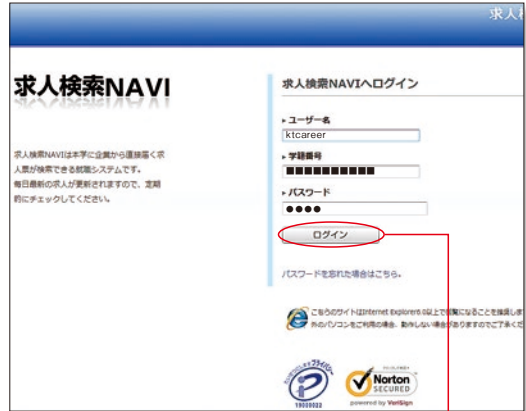 求人検
求人検索NAVI
求人検索NAVIは本学に企業から直接届く求
人票が検索できる就職システムです。
毎日最新の求人が更新されますので、定期
的にチェックしてください。
求人検索NAVIへログイン
ユーザー名
ktcareer
学籍番号
■■■■■■■■■■
パスワード
●●●●
ログイン
パスワードを忘れた場合はこちら。
こちらのサイトはInternet Explorer6.0以上で閲覧になることを推奨しま
外のパソコンをご利用の場合、動作しない場合がありますのでご了承くだ
プライバシー
19020022
Norton
SECURED
powered by VeriSign